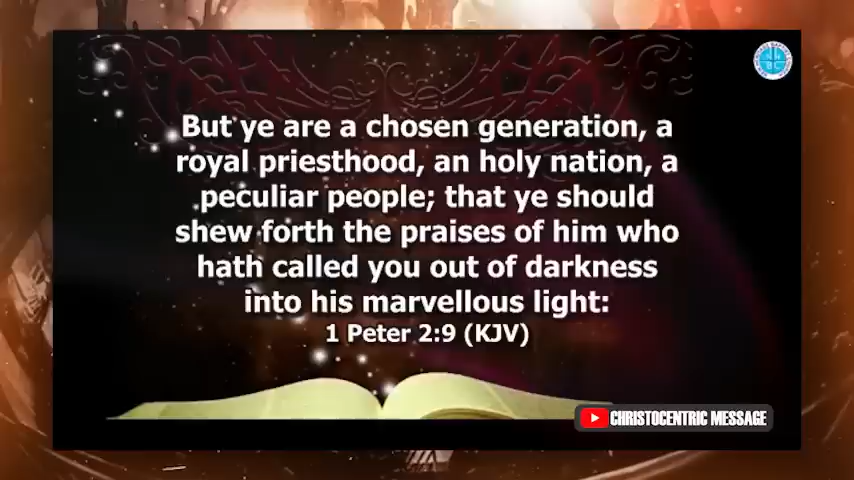 But ye are a chosen generation, a
royal priesthood, an holy nation, a
peculiar people; that ye should
shew forth the praises of him who
hath called you out of darkness
into his marvellous light:
1 Peter 2:9 (KJV)
CHRISTOCENTRIC MESSAGE